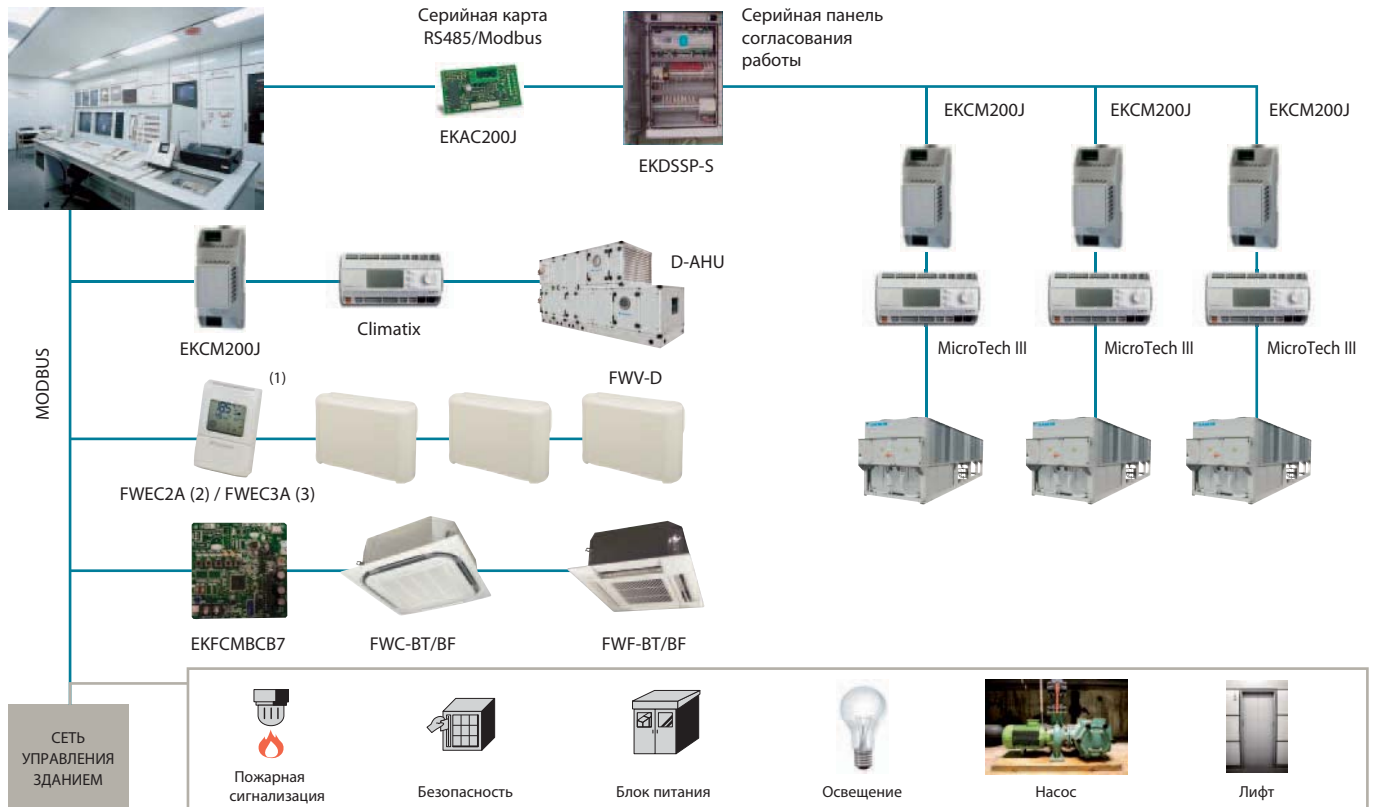 Серийная карта
RS485/Modbus
EKAC200J
EKDSSP-S
Серийная панель
согласования
работы
EKCM200J
EKCM200J
EKCM200J
MicroTech III
MicroTech III
MicroTech III
MODBUS
EKCM200J
Climatix
D-AHU
(1)
FWV-D
FWEC2A (2) / FWEC3A (3)
EKFCMBCB7
FWC-BT/BF
FWF-BT/BF
СЕТЬ
УПРАВЛЕНИЯ
ЗДАНИЕМ
Пожарная
сигнализация
Безопасность
Блок питания
Освещение
Насос
Лифт